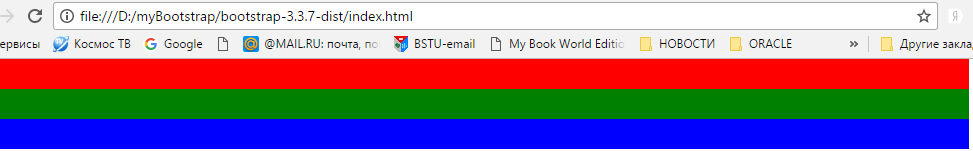 file:///D:/myBootstrap/bootstrap-3.3.7-dist/index.html
ервисы Космос ТВ Google @MAIL.RU: почта, по BSTU-email My Book World Editio НОВОСТИ ORACLE » Другие закла